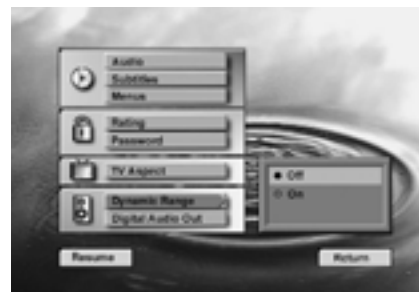 Audio
Subtitles
Menus
Rating
Password
TV Aspect
Dynamic Range
Digital Audio Out
Off
On
Resume
Return